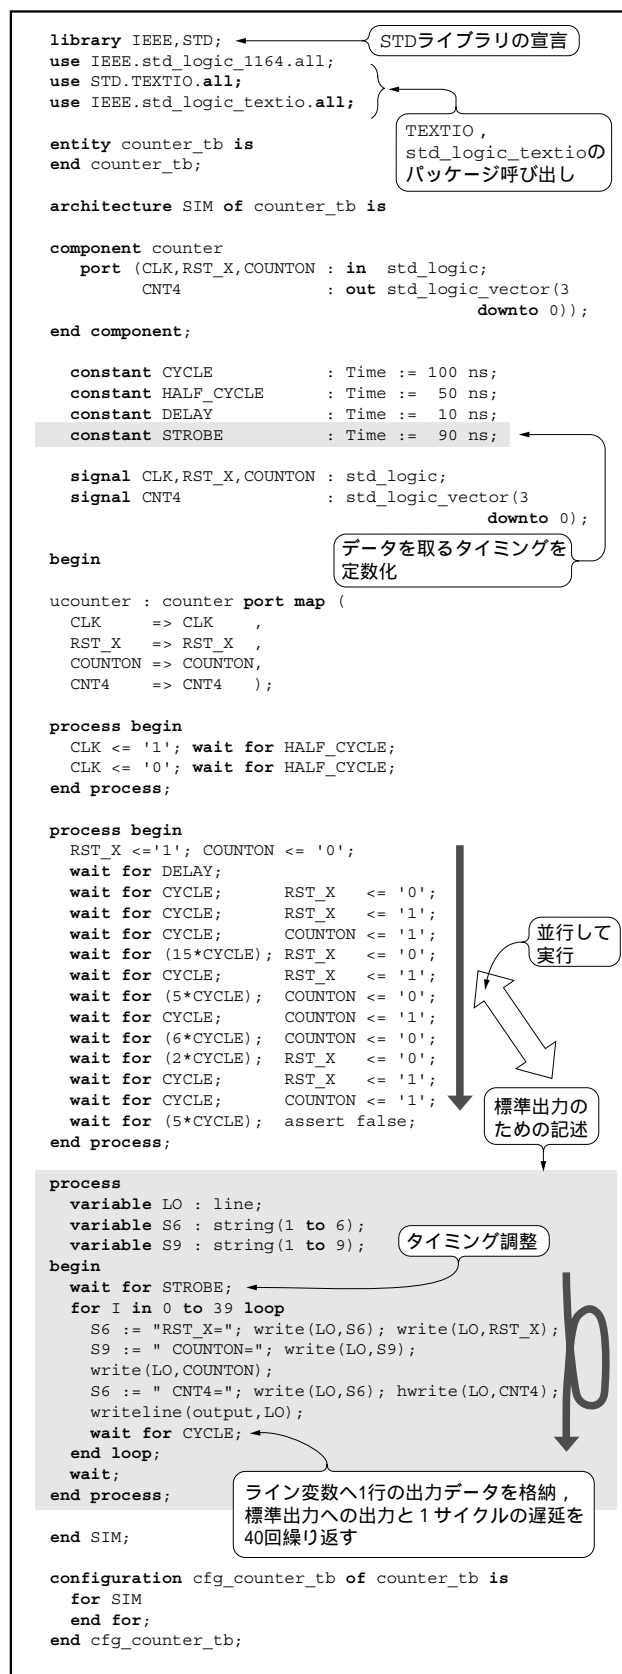 library IEEE,STD;
STDライブラリの宣言
use IEEE.std_logic_1164.all;
use STD.TEXTIO.all;
use IEEE.std_logic_textio.all;
TEXTIO，
std_logic_textioの
パッケージ呼び出し
entity counter_tb is
end counter_tb;
architecture SIM of counter_tb is
component counter
port (CLK,RST_X,COUNTON : in std_logic;
CNT4 : out std_logic_vector(3
downto 0));
end component;
constant CYCLE : Time := 100 ns;
constant HALF_CYCLE : Time := 50 ns;
constant DELAY : Time := 10 ns;
constant STROBE : Time := 90 ns;
signal CLK,RST_X,COUNTON : std_logic;
signal CNT4 : std_logic_vector(3
downto 0);
データを取るタイミングを
定数化
begin
ucounter : counter port map (
CLK => CLK ,
RST_X => RST_X ,
COUNTON => COUNTON,
CNT4 => CNT4 );
process begin
CLK <= '1'; wait for HALF_CYCLE;
CLK <= '0'; wait for HALF_CYCLE;
end process;
process begin
RST_X <='1'; COUNTON <= '0';
wait for DELAY;
wait for CYCLE; RST_X <= '0';
wait for CYCLE; RST_X <= '1';
wait for CYCLE; COUNTON <= '1';
wait for (15*CYCLE); RST_X <= '0';
wait for CYCLE; RST_X <= '1';
wait for (5*CYCLE); COUNTON <= '0';
wait for CYCLE; COUNTON <= '1';
wait for (6*CYCLE); COUNTON <= '0';
wait for (2*CYCLE); RST_X <= '0';
wait for CYCLE; RST_X <= '1';
wait for CYCLE; COUNTON <= '1';
wait for (5*CYCLE); assert false;
end process;
並行して
実行
標準出力の
ための記述
process
variable LO : line;
variable S6 : string(1 to 6);
variable S9 : string(1 to 9);
begin
タイミング調整
wait for STROBE;
for I in 0 to 39 loop
S6 := "RST_X="; write(LO,S6); write(LO,RST_X);
S9 := " COUNTON="; write(LO,S9);
write(LO,COUNTON);
S6 := " CNT4="; write(LO,S6); hwrite(LO,CNT4);
writeline(output,LO);
wait for CYCLE;
end loop;
wait;
end process;
ライン変数へ1行の出力データを格納，
標準出力への出力と１サイクルの遅延を
40回繰り返す
end SIM;
configuration cfg_counter_tb of counter_tb is
for SIM
end for;
end cfg_counter_tb;